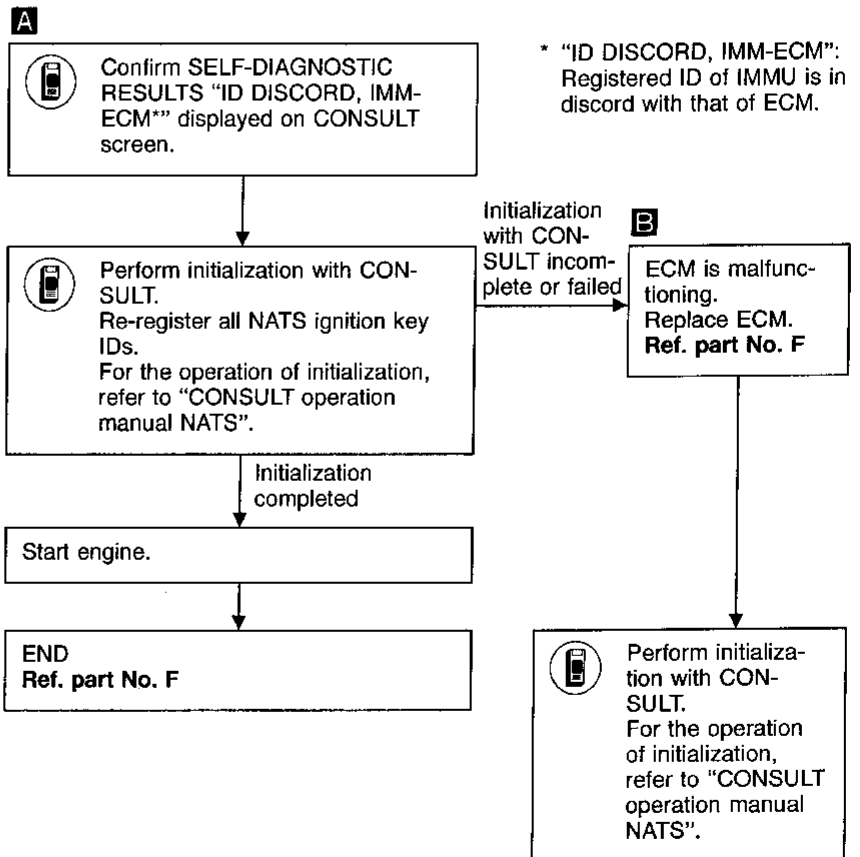 A
Confirm SELF-DIAGNOSTIC
RESULTS “ID DISCORD, IMM-
ECM*” displayed on CONSULT
screen.
* “ID DISCORD, IMM-ECM”:
Registered ID of IMMU is in
discord with that of ECM.
Perform initialization with CON-
SULT.
Re-register all NATS ignition key
IDs.
For the operation of initialization,
refer to “CONSULT operation
manual NATS”.
Initialization
with CON-
SULT incom-
plete or failed
B
ECM is malfunc-
tioning.
Replace ECM.
Ref. part No. F
Initialization
completed
Start engine.
END
Ref. part No. F
Perform initializa-
tion with CON-
SULT.
For the operation
of initialization,
refer to “CONSULT
operation manual
NATS”.